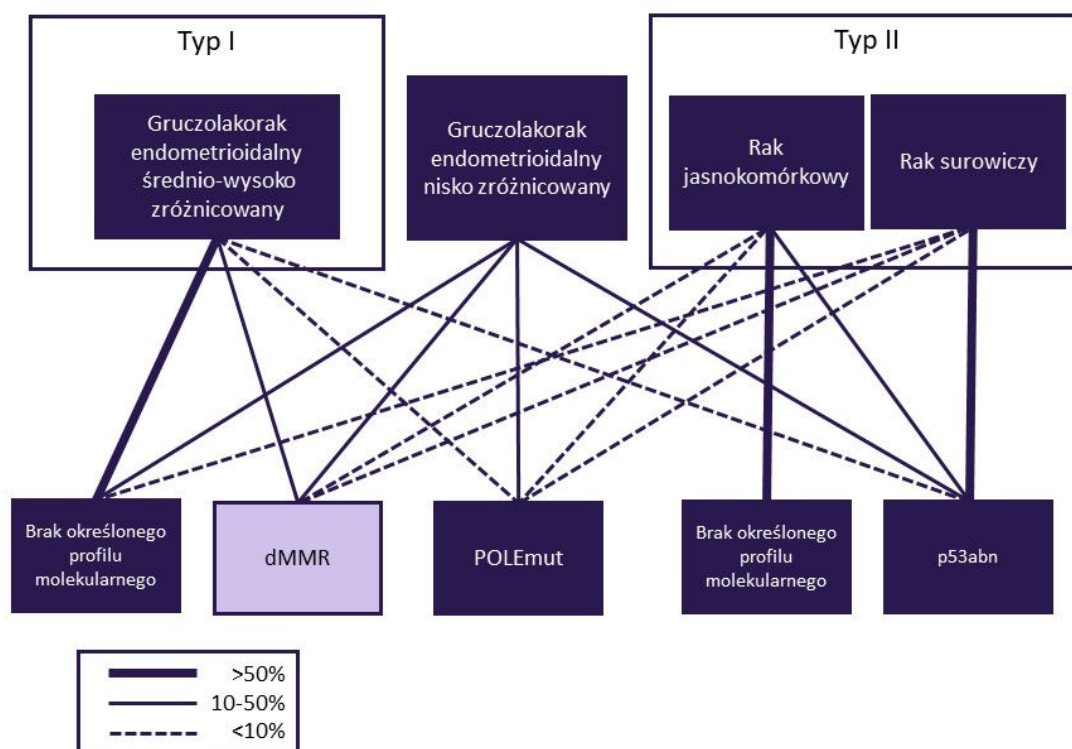 Typ I
Typ II
Gruczolakorak
endometrioidalny
średnio-wysoko
zróżnicowany
Gruczolakorak
endometrioidalny
nisko zróżnicowany
Rak
jasnokomórkowy
Rak surowiczy
Brak określonego
profilu
molekularnego
dMMR
POLEmut
Brak określonego
profilu
molekularnego
p53abn
>50%
10-50%
<10%